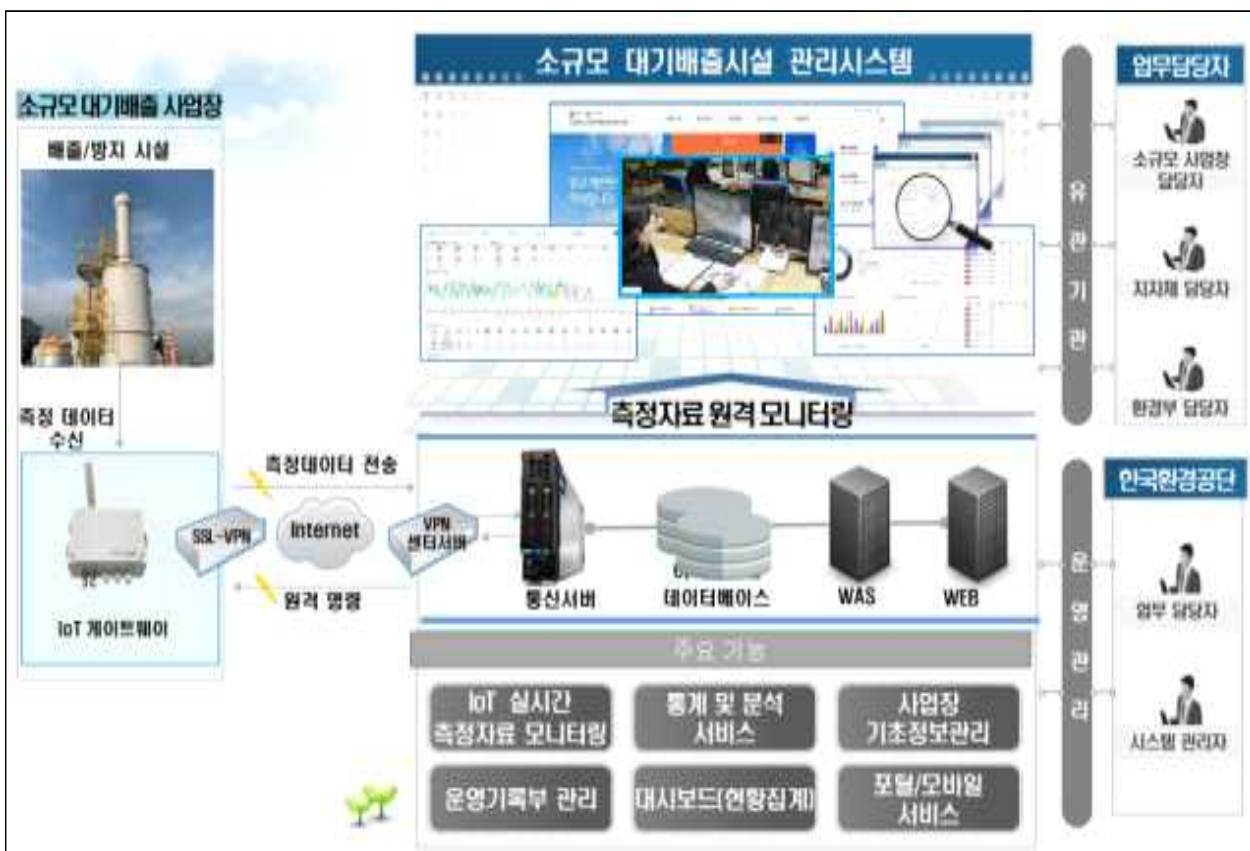 소규모 대기배출시설 관리시스템
업무담당자
소규모 대기배출 사업장
배출/방지 시설
소규모 사업장
담당자
유관기관
지자체 담당자
환경부 담당자
측정 데이터
수신
측정자료 원격 모니터링
측정데이터 전송
SSL-VPN
Internet
VPN
센터서버
원격 명령
IoT 게이트웨이
통신서버
데이터베이스
WAS
WEB
한국환경공단
운영관리
업무 담당자
시스템 관리자
주요 기능
IoT 실시간
측정자료 모니터링
통계 및 분석
서비스
사업장
기초정보관리
운영기록부 관리
대시보드(현황집계)
포털/모바일
서비스